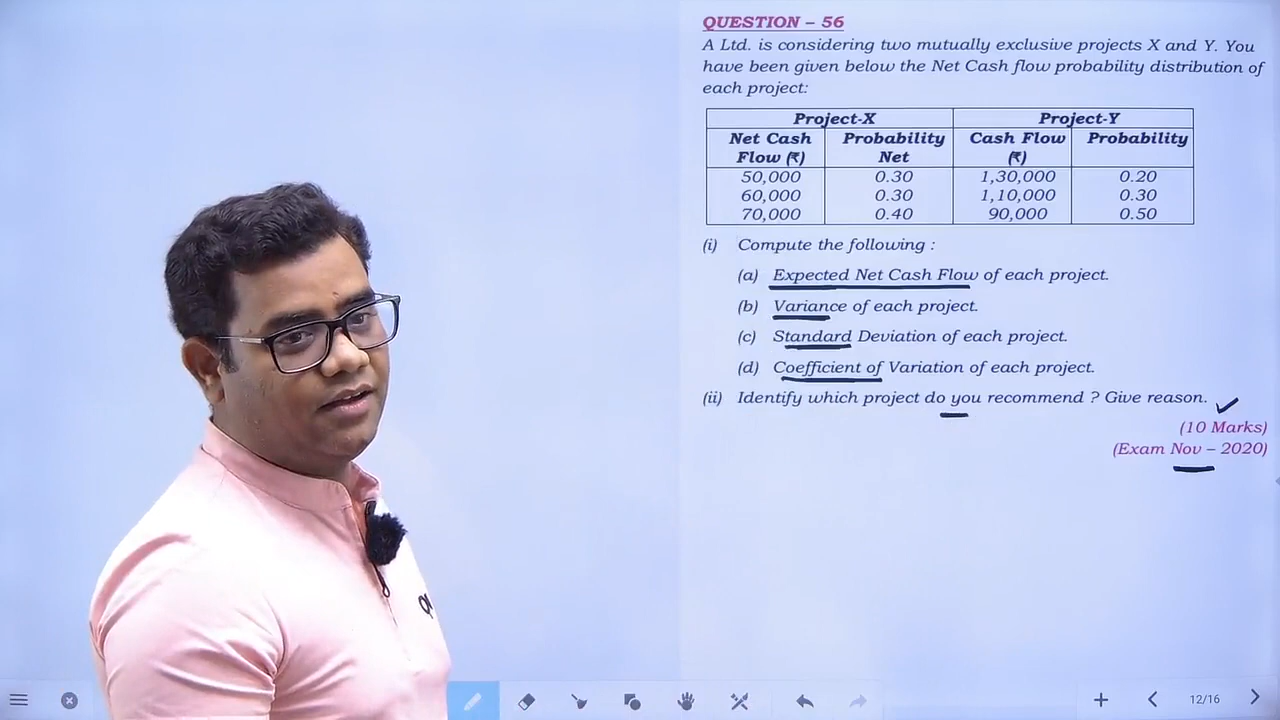 QUESTION – 56
A Ltd. is considering two mutually exclusive projects X and Y. You
have been given below the Net Cash flow probability distribution of
each project:
Project-X Project-Y
Net Cash Flow (₹) Probability Net Cash Flow (₹) Probability
50,000 0.30 1,30,000 0.20
60,000 0.30 1,10,000 0.30
70,000 0.40 90,000 0.50
(i) Compute the following :
(a) Expected Net Cash Flow of each project.
(b) Variance of each project.
(c) Standard Deviation of each project.
(d) Coefficient of Variation of each project.
(ii) Identify which project do you recommend ? Give reason.
(10 Marks)
(Exam Nov – 2020)
12/16